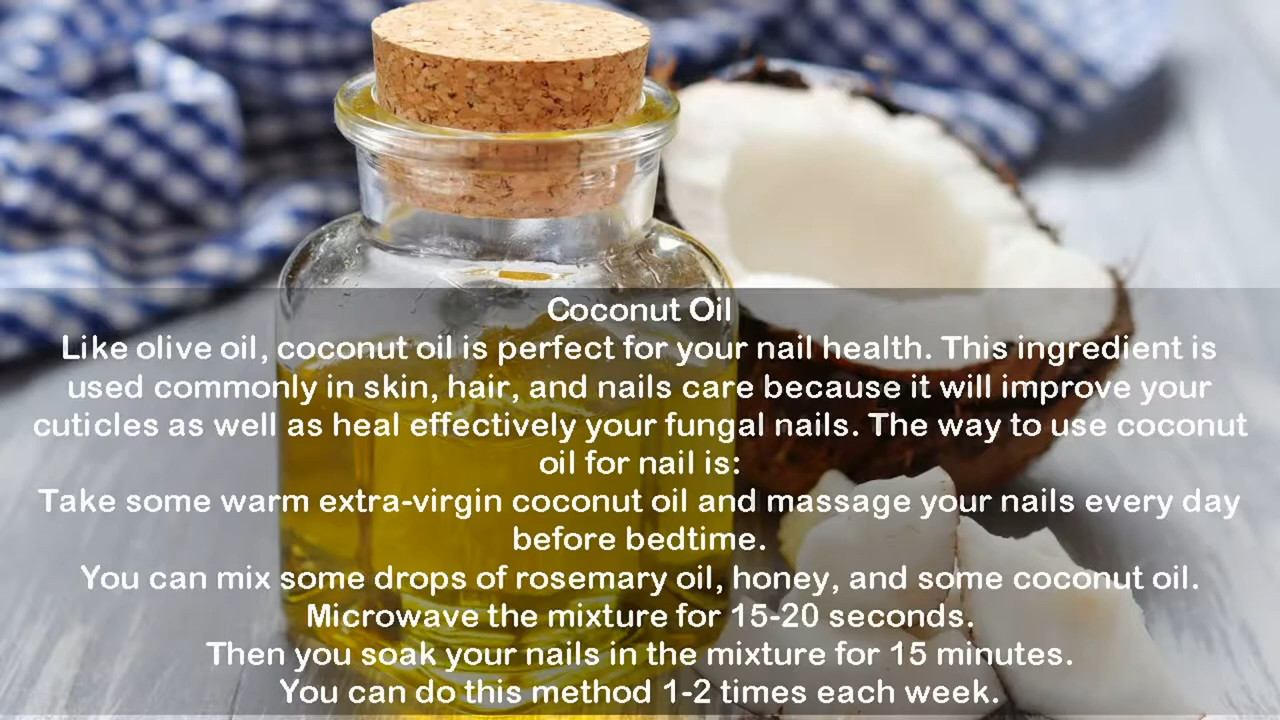 Coconut Oil
Like olive oil, coconut oil is perfect for your nail health. This ingredient is
used commonly in skin, hair, and nails care because it will improve your
cuticles as well as heal effectively your fungal nails. The way to use coconut
oil for nail is:
Take some warm extra-virgin coconut oil and massage your nails every day
before bedtime.
You can mix some drops of rosemary oil, honey, and some coconut oil.
Microwave the mixture for 15-20 seconds.
Then you soak your nails in the mixture for 15 minutes.
You can do this method 1-2 times each week.